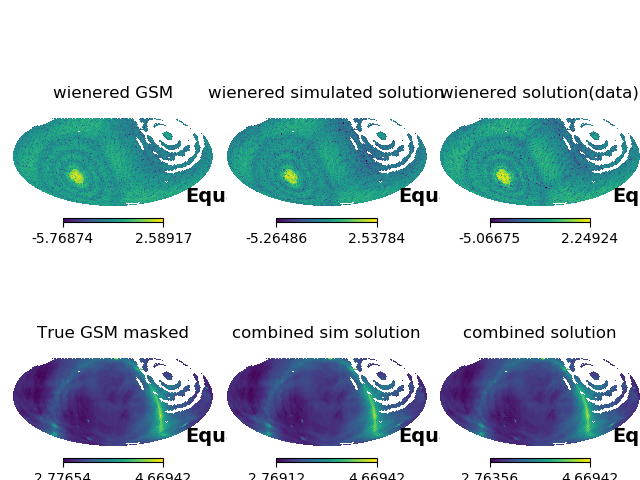 wienered GSM
wienered simulated solution
wienered solution(data)
Equ
Equ
Eq
-5.76874 2.58917
-5.26486 2.53784
-5.06675 2.24924
True GSM masked
combined sim solution
combined solution
Equ
Equ
Eq
2.77654 4.66942
2.76912 4.66942
2.76356 4.66942